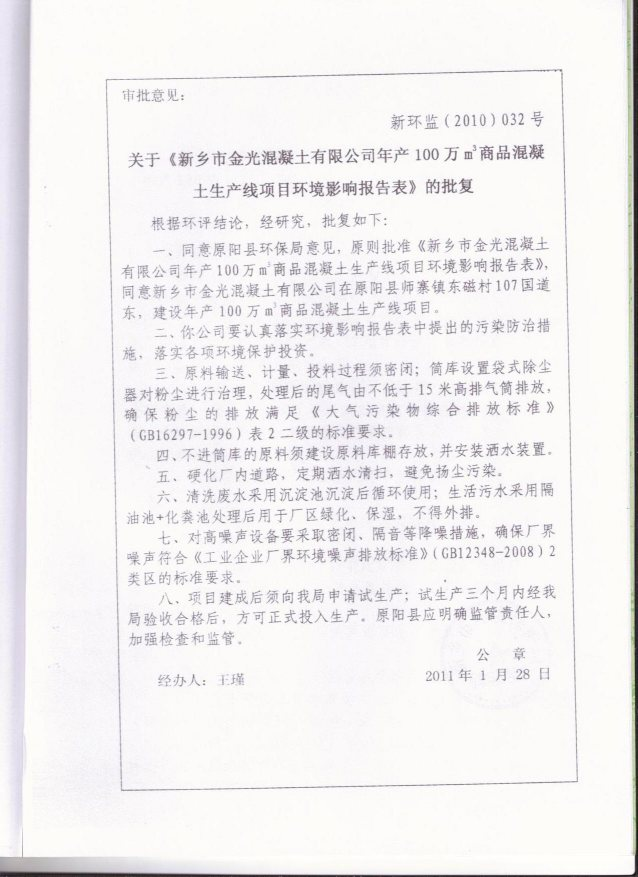 审批意见：
新环监（2010）032 号
关于《新乡市金光混凝土有限公司年产 100 万 m³商品混凝
土生产线项目环境影响报告表》的批复
根据环评结论，经研究，批复如下：
一、同意原阳县环保局意见，原则批准《新乡市金光混凝土
有限公司年产 100 万 m³商品混凝土生产线项目环境影响报告表》，
同意新乡市金光混凝土有限公司在原阳县师寨镇东磁村 107 国道
东，建设年产 100 万 m³商品混凝土生产线项目。
二、你公司要认真落实环境影响报告表中提出的污染防治措
施，落实各项环境保护投资。
三、原料输送、计量、投料过程须密闭；筒库设置袋式除尘
器对粉尘进行治理，处理后的尾气由不低于 15 米高排气筒排放，
确保粉尘的排放满足《大气污染物综合排放标准》
（GB16297-1996）表 2 二级的标准要求。
四、不进筒库的原料须建设原料库棚存放，并安装洒水装置。
五、硬化厂内道路，定期洒水清扫，避免扬尘污染。
六、清洗废水采用沉淀池沉淀后循环使用；生活污水采用隔
油池+化粪池处理后用于厂区绿化、保湿，不得外排。
七、对高噪声设备要采取密闭、隔音等降噪措施，确保厂界
噪声符合《工业企业厂界环境噪声排放标准》（GB12348-2008）2
类区的标准要求。
八、项目建成后须向我局申请试生产；试生产三个月内经我
局验收合格后，方可正式投入生产。原阳县应明确监管责任人，
加强检查和监管。
公 章
经办人：王瑾 2011 年 1 月 28 日